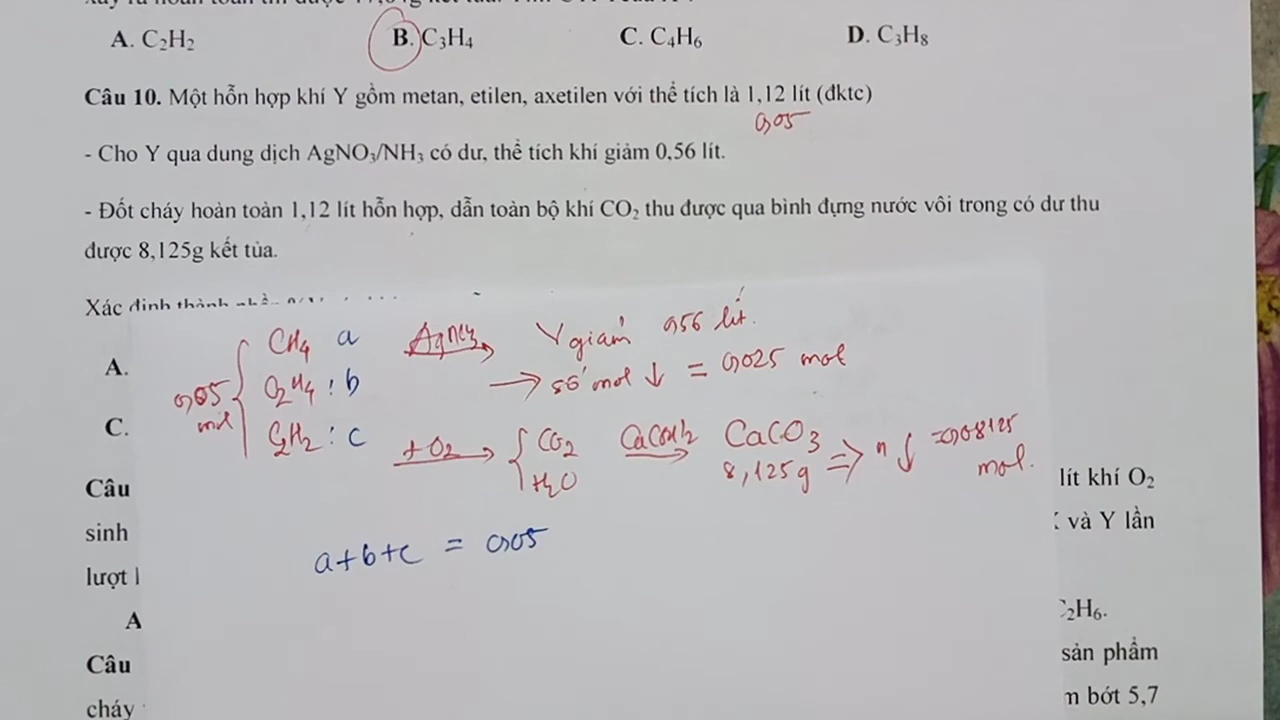 A. C₂H₂ B. C₃H₄ C. C₄H₆ D. C₃H₈
Câu 10. Một hỗn hợp khí Y gồm metan, etilen, axetilen với thể tích là 1,12 lít (đktc)
0,05
- Cho Y qua dung dịch AgNO₃/NH₃ có dư, thể tích khí giảm 0,56 lít.
- Đốt cháy hoàn toàn 1,12 lít hỗn hợp, dẫn toàn bộ khí CO₂ thu được qua bình đựng nước vôi trong có dư thu
được 8,125g kết tủa.
Xác định
CH₄ a AgNO₃ V giảm 0,56 lít.
A.
0,05 mol C₂H₄ : b → số mol ↓ = 0,025 mol
C.
C₂H₂ : c + O₂ → { CO₂ H₂O Ca(OH)₂ CaCO₃ 8,125g ⇒ n ↓ = 0,08125 mol.
Câu lít khí O₂
sinh và Y lần
a + b + c = 0,05
lượt
A C₂H₆.
Câu sản phẩm
cháy bớt 5,7